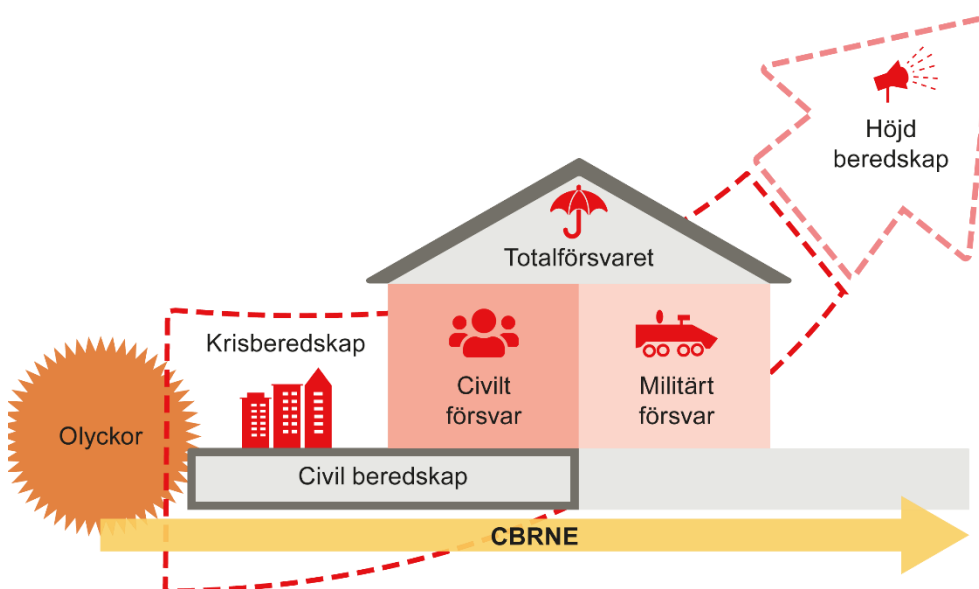 Höjd
beredskap
Totalförsvaret
Krisberedskap
Civilt
försvar
Militärt
försvar
Olyckor
Civil beredskap
CBRNE